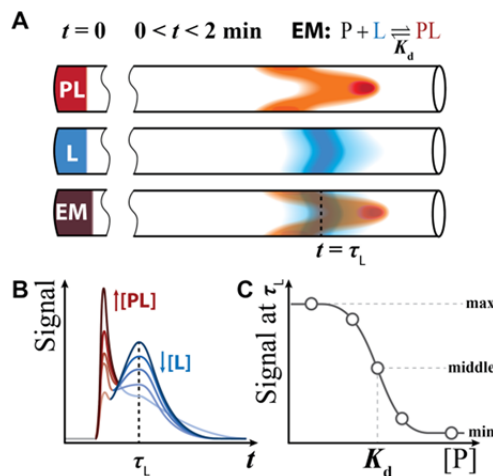 A
t = 0 0 < t < 2 min EM: P + L ⇌ PL
K_d
PL
L
EM
t = τ_L
B
Signal
↑[PL]
↓[L]
τ_L
t
C
Signal at τ_L
max
middle
min
K_d
[P]